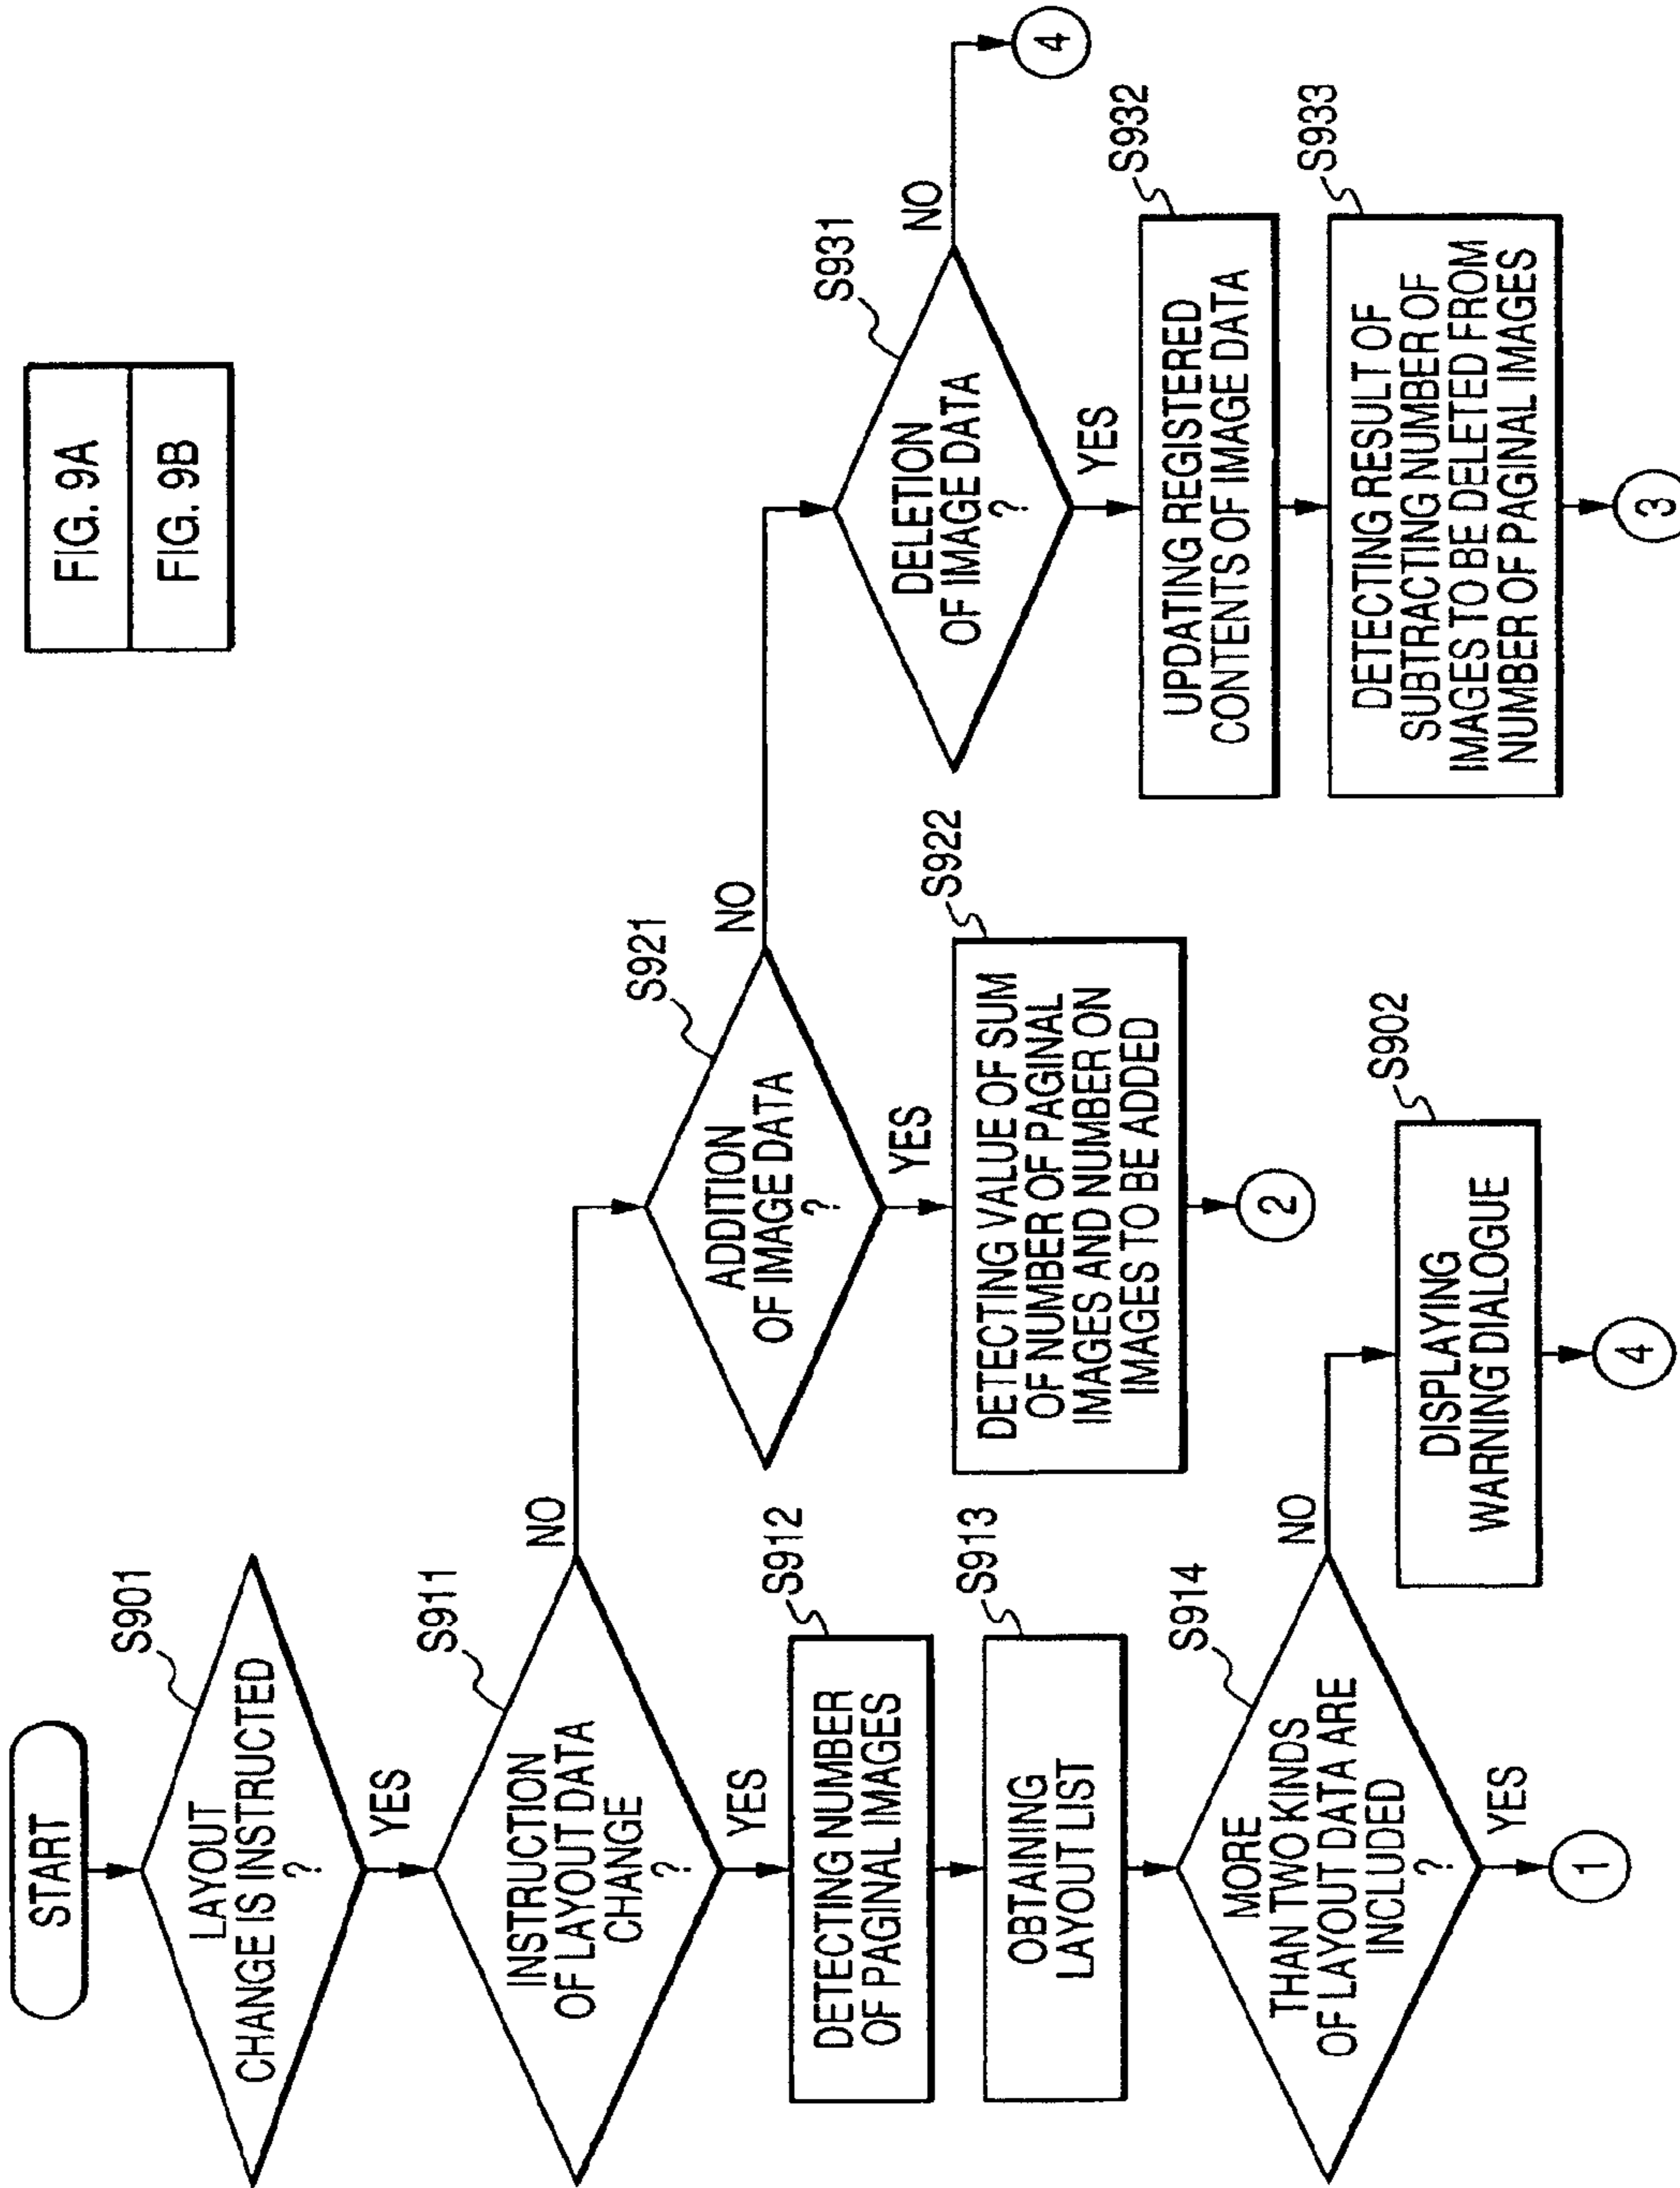 FIG. 9A
FIG. 9B
START
S901
LAYOUT
CHANGE IS INSTRUCTED
?
YES
S911
INSTRUCTION
OF LAYOUT DATA
CHANGE
?
NO
YES
S912
DETECTING NUMBER
OF PAGINAL IMAGES
S913
OBTAINING
LAYOUT LIST
S914
MORE
THAN TWO KINDS
OF LAYOUT DATA ARE
INCLUDED
?
NO
YES
1
S902
DISPLAYING
WARNING DIALOGUE
4
S921
ADDITION
OF IMAGE DATA
?
NO
YES
S922
DETECTING VALUE OF SUM
OF NUMBER OF PAGINAL
IMAGES AND NUMBER ON
IMAGES TO BE ADDED
2
S931
DELETION
OF IMAGE DATA
?
NO
4
YES
S932
UPDATING REGISTERED
CONTENTS OF IMAGE DATA
S933
DETECTING RESULT OF
SUBTRACTING NUMBER OF
IMAGES TO BE DELETED FROM
NUMBER OF PAGINAL IMAGES
3